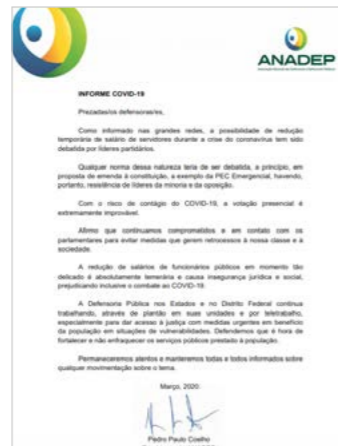 ANADEP
INFORME COVID-19
Prezadas/os defensoras/es,
Como informado nas grandes redes, a possibilidade de redução
temporária de salário de servidores durante a crise do coronavírus tem sido
debatida por líderes partidários.
Qualquer norma dessa natureza teria de ser debatida, a princípio, em
proposta de emenda à constituição, a exemplo da PEC Emergencial, havendo,
portanto, resistência de líderes da minoria e da oposição.
Com o risco de contágio do COVID-19, a votação presencial é
extremamente improvável.
Afirmo que continuamos comprometidos e em contato com os
parlamentares para evitar medidas que gerem retrocessos à nossa classe e à
sociedade.
A redução de salários de funcionários públicos em momento tão
delicado é absolutamente temerária e causa insegurança jurídica e social,
prejudicando inclusive o combate ao COVID-19.
A Defensoria Pública nos Estados e no Distrito Federal continua
trabalhando, através de plantão em suas unidades e por teletrabalho,
especialmente para dar acesso à justiça com medidas urgentes em benefício
da população em situações de vulnerabilidades. Defendemos que é hora de
fortalecer e não enfraquecer os serviços públicos prestado à população.
Permaneceremos atentos e manteremos todas e todos informados sobre
qualquer movimentação sobre o tema.
Março, 2020.
Pedro Paulo Coelho